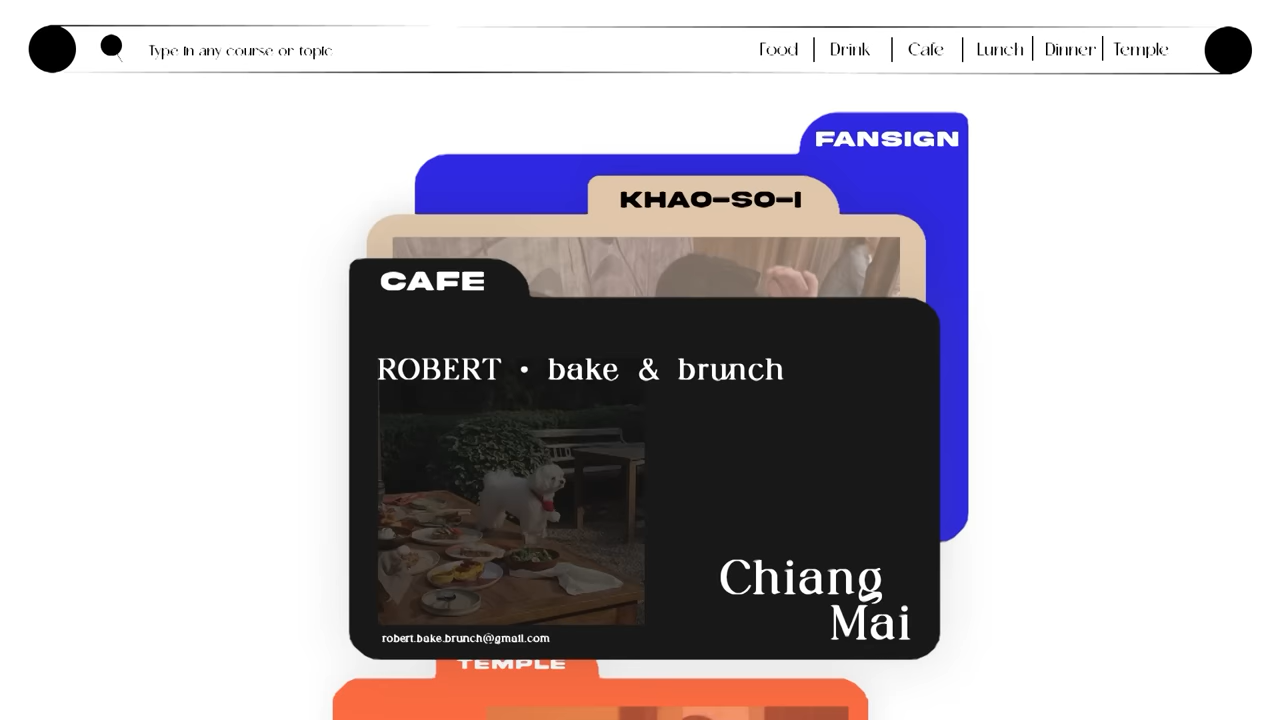 Type in any course or topic
Food
Drink
Cafe
Lunch
Dinner
Temple
FANSIGN
KHAO-SO-I
CAFE
ROBERT • bake & brunch
Chiang
Mai
robert.bake.brunch@gmail.com
TEMPLE